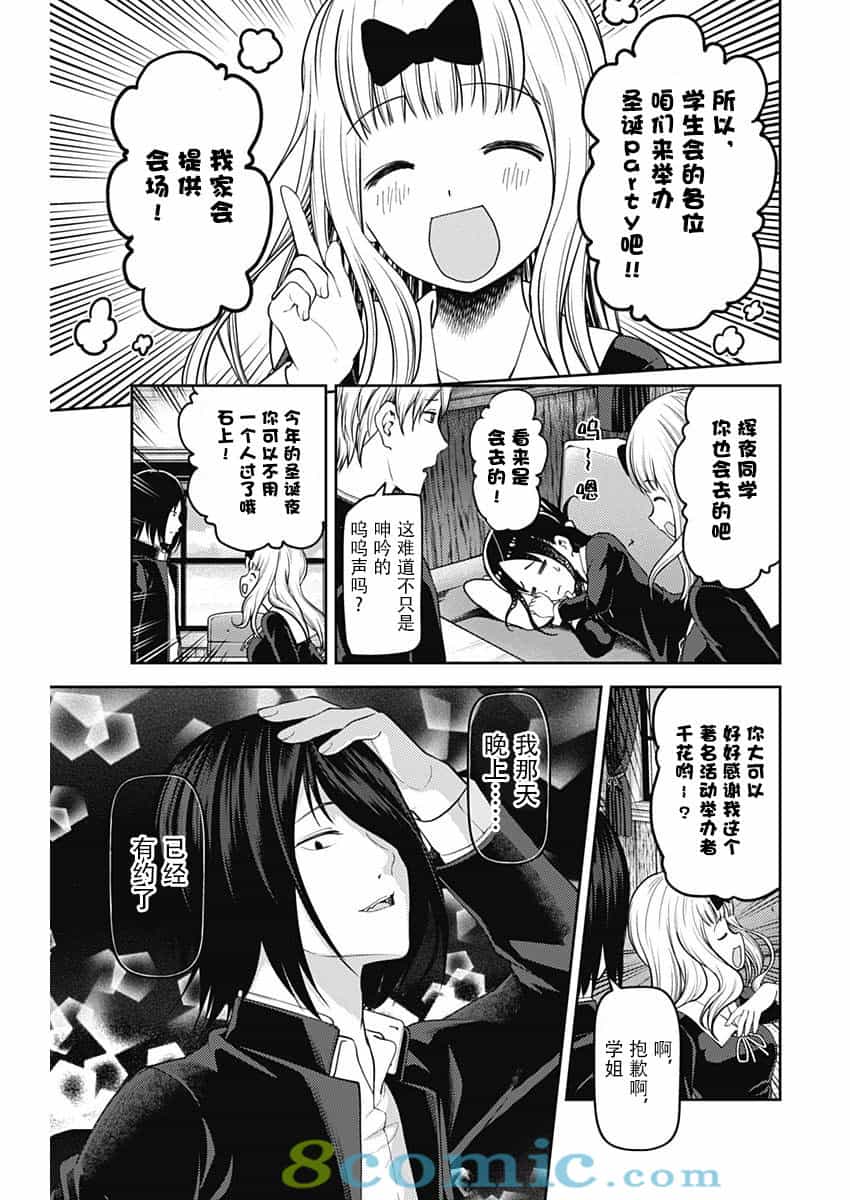 所以，
学生会的各位
咱们来举办
圣诞party吧!!
我家会
提供
会场！
辉夜同学
你也会去的吧
呜～嗯
看来是
会去的！
这难道不只是
呻吟的
呜呜声吗？
今年的圣诞夜
你可以不用
一个人过了哦
石上！
你大可以
好好感谢我这个
著名活动举办者
千花哟～？
啊，
抱歉啊，
学姐
我那天
晚上……
已经
有约了
8comic.com
動漫易